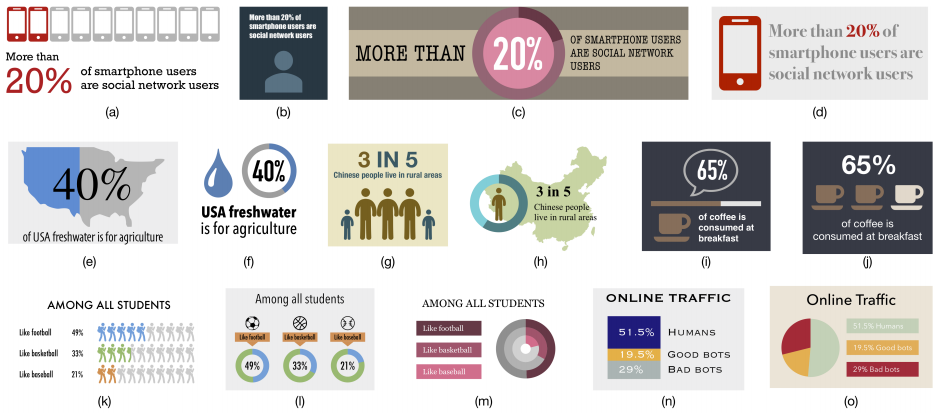 More than
20% of smartphone users
are social network users
(a)
More than 20% of
smartphone users are
social network users
(b)
MORE THAN 20% OF SMARTPHONE USERS
ARE SOCIAL NETWORK
USERS
(c)
More than 20% of
smartphone users are
social network users
(d)
40%
of USA freshwater is for agriculture
(e)
40%
USA freshwater
is for agriculture
(f)
3 IN 5
Chinese people live in rural areas
(g)
3 in 5
Chinese people
live in rural areas
(h)
65%
of coffee is
consumed at
breakfast
(i)
65%
of coffee is
consumed at breakfast
(j)
AMONG ALL STUDENTS
Like football 49%
Like basketball 33%
Like baseball 21%
(k)
Among all students
Like football Like basketball Like baseball
49% 33% 21%
(l)
AMONG ALL STUDENTS
Like football
Like basketball
Like baseball
(m)
ONLINE TRAFFIC
51.5% HUMANS
19.5% GOOD BOTS
29% BAD BOTS
(n)
Online Traffic
51.5% Humans
19.5% Good bots
29% Bad bots
(o)